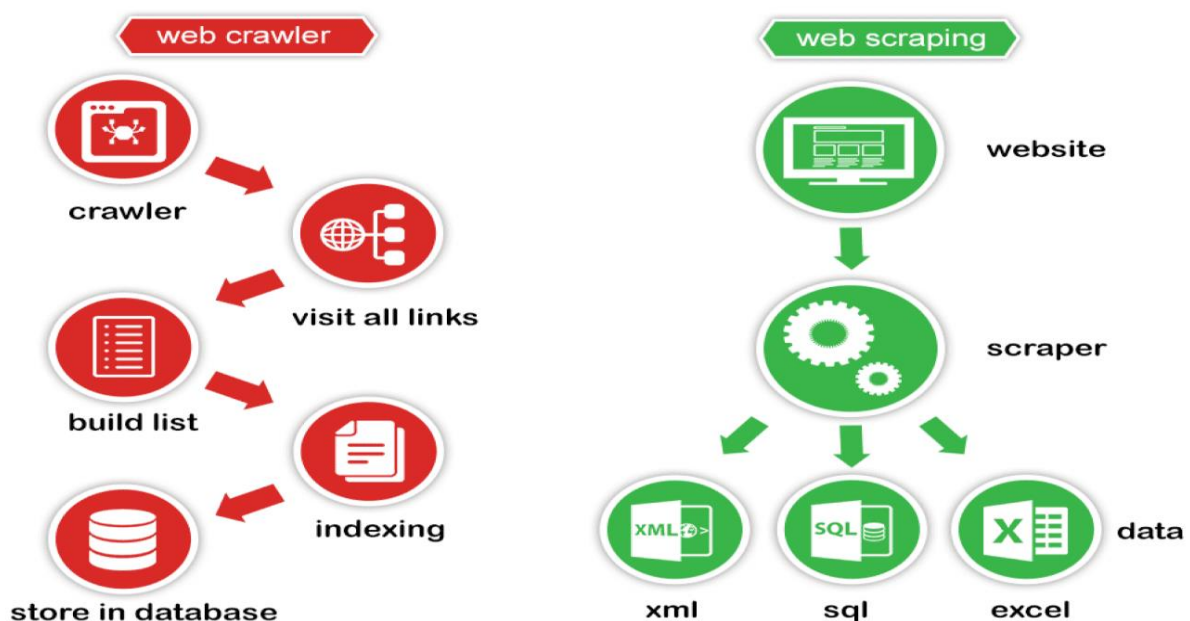 web crawler
crawler
visit all links
build list
indexing
store in database
web scraping
website
scraper
XML
SQL
X
data
xml
sql
excel